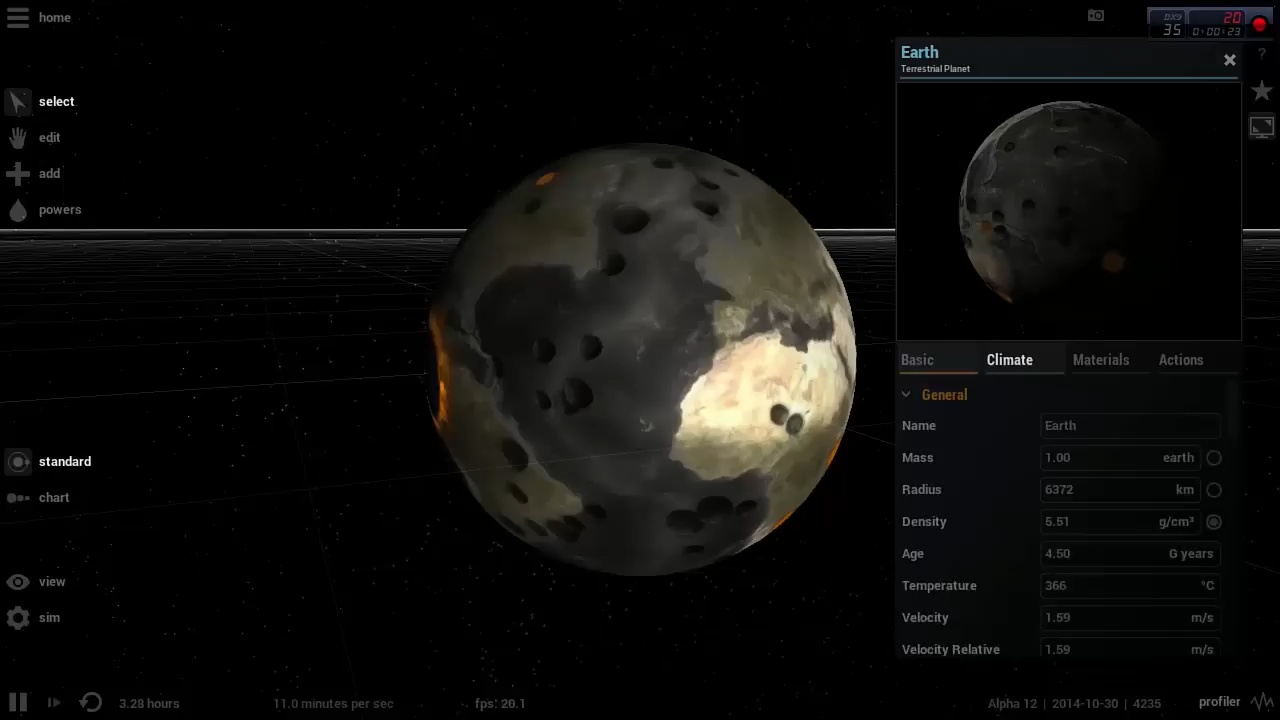 home
DX9
20
35
0:00:23
Earth
Terrestrial Planet
?
select
edit
add
powers
Basic Climate Materials Actions
General
Name Earth
Mass 1.00 earth
Radius 6372 km
Density 5.51 g/cm³
Age 4.50 G years
Temperature 366 °C
Velocity 1.59 m/s
Velocity Relative 1.59 m/s
standard
chart
view
sim
3.28 hours
11.0 minutes per sec
fps: 20.1
Alpha 12 | 2014-10-30 | 4235
profiler